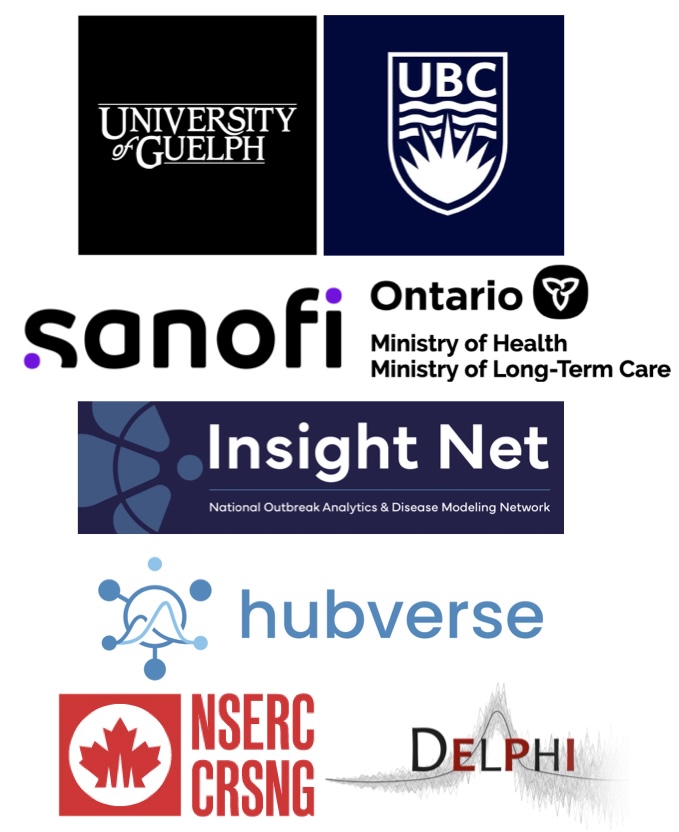 UNIVERSITY
of GUELPH
UBC
sanofi
Ontario
Ministry of Health
Ministry of Long-Term Care
Insight Net
National Outbreak Analytics & Disease Modeling Network
hubverse
NSERC
CRSNG
DELPHI